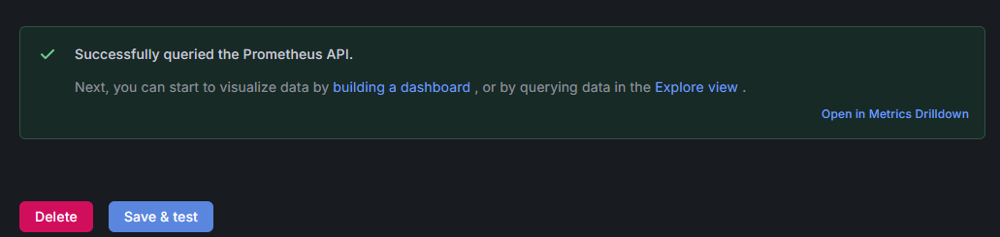 Successfully queried the Prometheus API.
Next, you can start to visualize data by building a dashboard , or by querying data in the Explore view .
Open in Metrics Drilldown
Delete Save & test